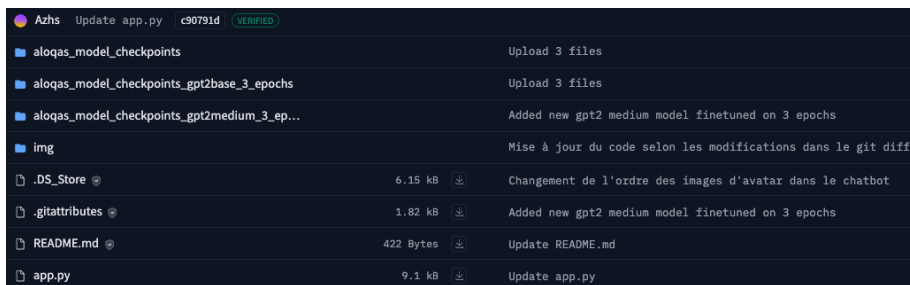 Azhs Update app.py c90791d VERIFIED
aloqas_model_checkpoints Upload 3 files
aloqas_model_checkpoints_gpt2base_3_epochs Upload 3 files
aloqas_model_checkpoints_gpt2medium_3_ep... Added new gpt2 medium model finetuned on 3 epochs
img Mise à jour du code selon les modifications dans le git diff
.DS_Store 6.15 kB Changement de l'ordre des images d'avatar dans le chatbot
.gitattributes 1.82 kB Added new gpt2 medium model finetuned on 3 epochs
README.md 422 Bytes Update README.md
app.py 9.1 kB Update app.py